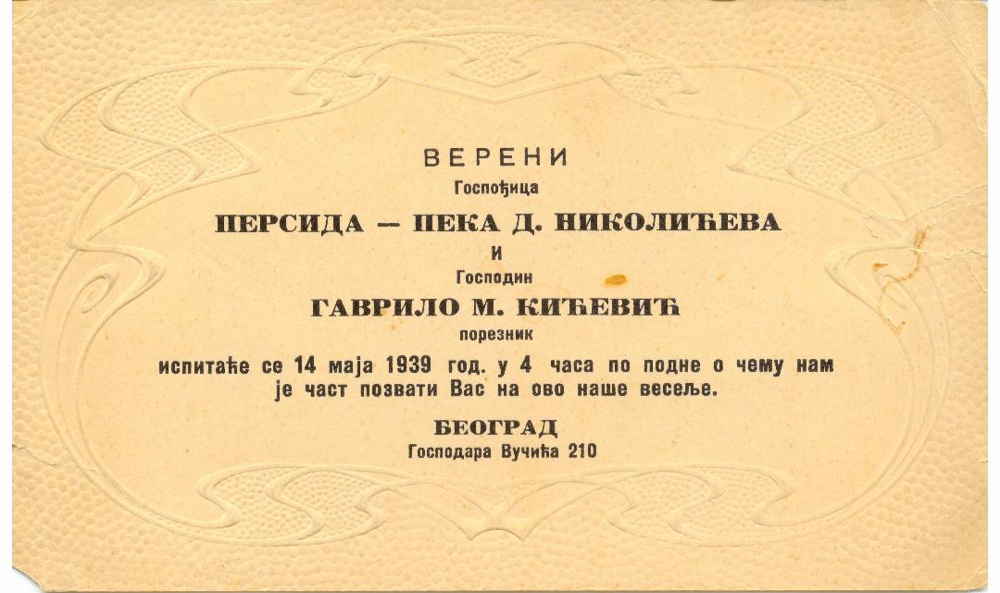 ВЕРЕНИ
Госпођица
ПЕРСИДА — ПЕКА Д. НИКОЛИЋЕВА
И
Господин
ГАВРИЛО М. КИЋЕВИЋ
порезник
испитаће се 14 маја 1939 год. у 4 часа по подне о чему нам
је част позвати Вас на ово наше весеље.
БЕОГРАД
Господара Вучића 210